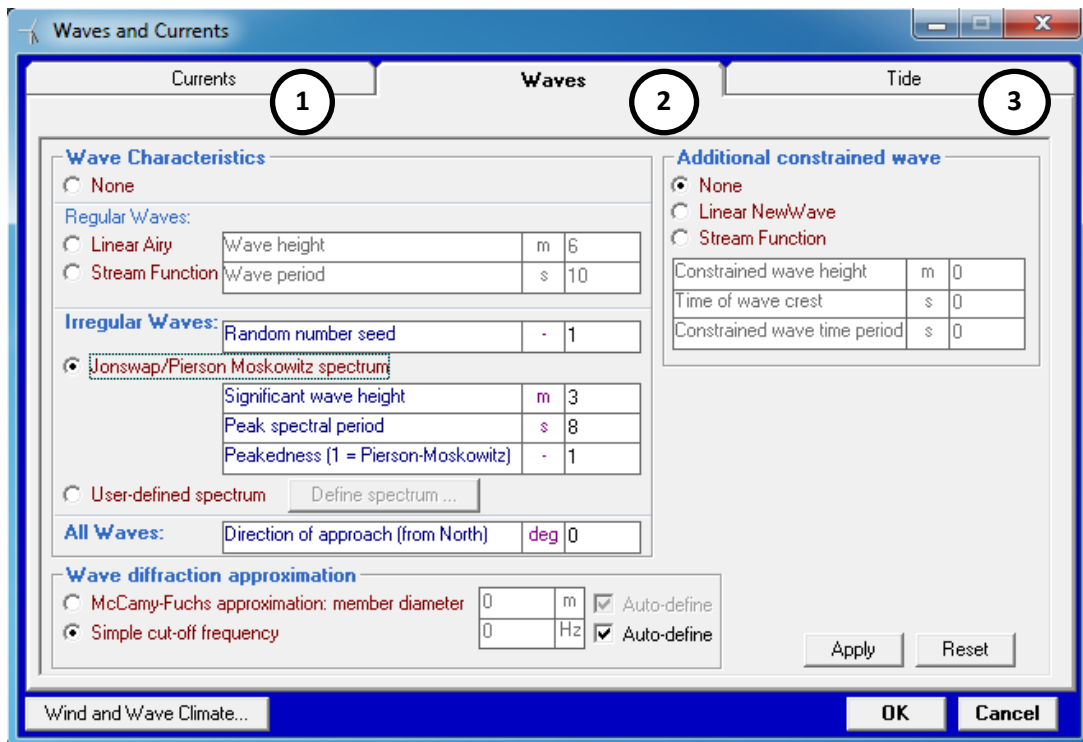 Waves and Currents
Currents
1
Waves
2
Tide
3
Wave Characteristics
None
Regular Waves:
Linear Airy
Wave height m 6
Stream Function
Wave period s 10
Irregular Waves:
Random number seed - 1
Jonswap/Pierson Moskowitz spectrum
Significant wave height m 3
Peak spectral period s 8
Peakedness (1 = Pierson-Moskowitz) - 1
User-defined spectrum
Define spectrum ...
All Waves:
Direction of approach (from North) deg 0
Additional constrained wave
None
Linear NewWave
Stream Function
Constrained wave height m 0
Time of wave crest s 0
Constrained wave time period s 0
Wave diffraction approximation
McCamy-Fuchs approximation: member diameter 0 m Auto-define
Simple cut-off frequency 0 Hz Auto-define
Apply
Reset
Wind and Wave Climate...
OK
Cancel